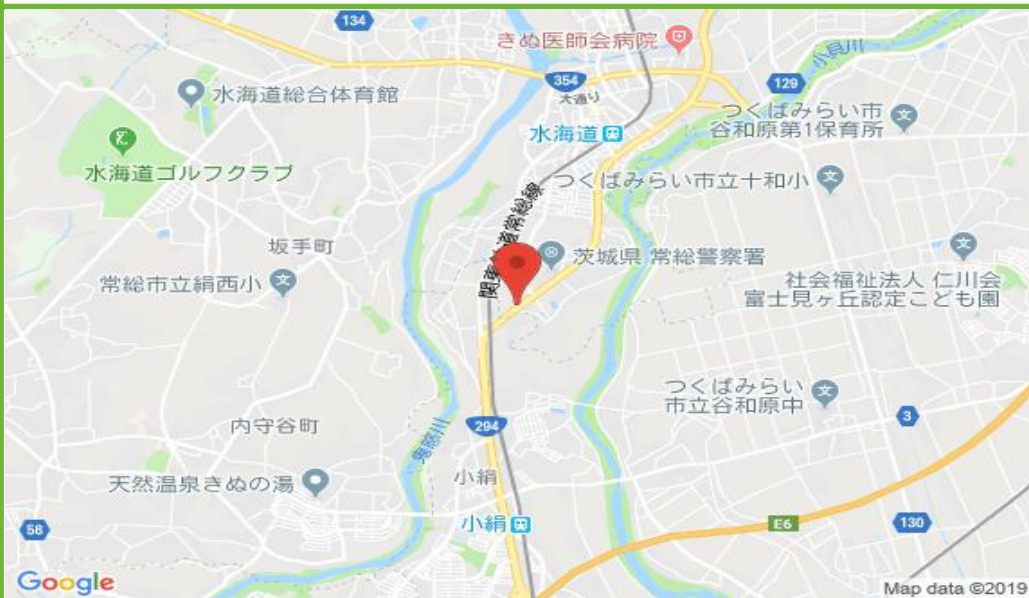 134
きぬ医師会病院
小貝川
354
129
水海道総合体育館
大通り
つくばみらい市
谷和原第1保育所
水海道
水海道ゴルフクラブ
つくばみらい市立十和小
関東鉄道常総線
坂手町
茨城県 常総警察署
常総市立絹西小
社会福祉法人 仁川会
富士見ヶ丘認定こども園
つくばみらい
市立谷和原中
3
内守谷町
294
鬼怒川
小絹
天然温泉きぬの湯
58
小絹
E6
130
Google
Map data ©2019